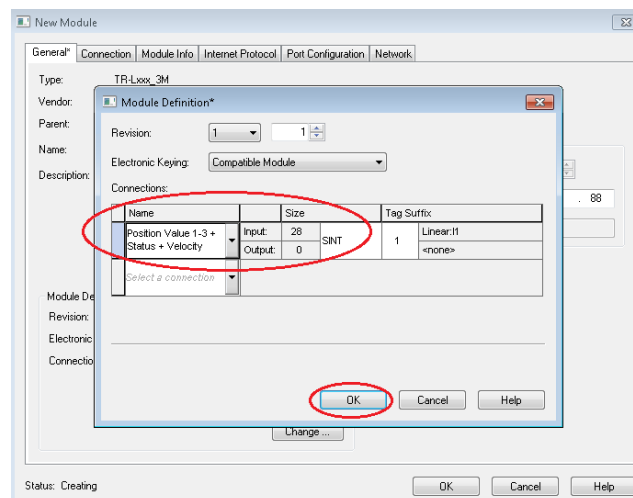 New Module
General* Connection Module Info Internet Protocol Port Configuration Network
Type: TR-Lxxx_3M
Vendor:
Parent:
Name:
Description:
. 88
Module De
Revision:
Electronic
Connectio
Change ...
Status: Creating
OK Cancel Help
Module Definition*
Revision: 1 1
Electronic Keying: Compatible Module
Connections:
Name Size Tag Suffix
Position Value 1-3 +
Status + Velocity
Input: 28 SINT 1 Linear:I1
Output: 0 <none>
Select a connection
OK Cancel Help